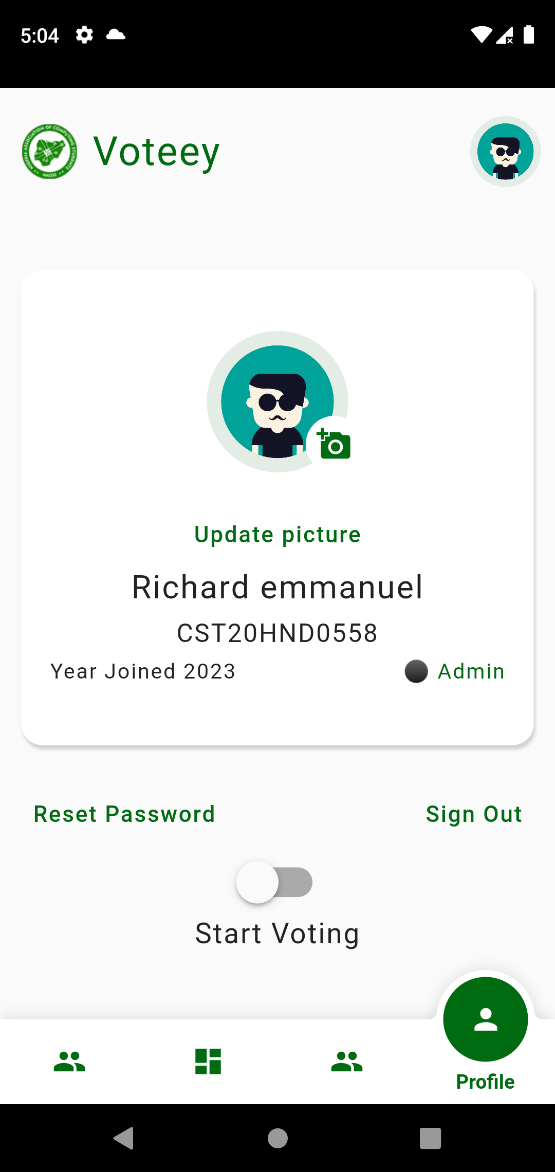 5:04
Voteey
Update picture
Richard emmanuel
CST20HND0558
Year Joined 2023
Admin
Reset Password
Sign Out
Start Voting
Profile